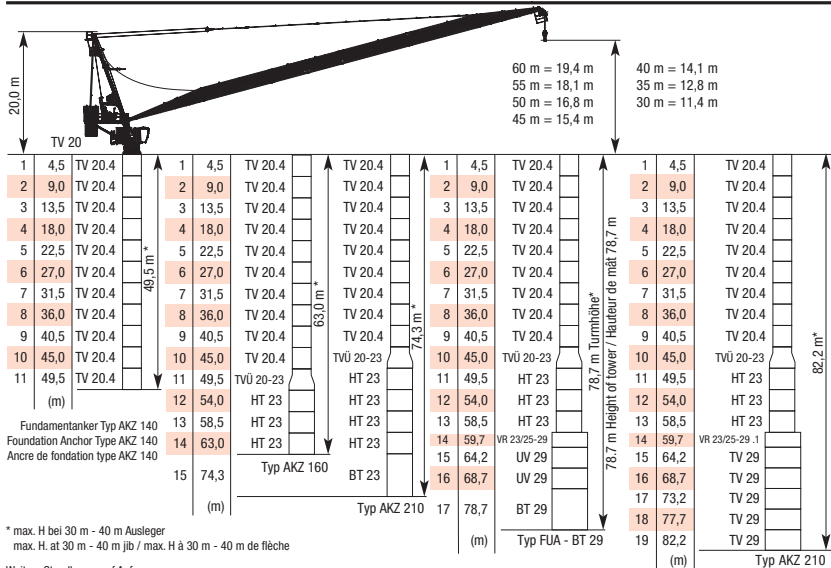 60 m = 19,4 m 40 m = 14,1 m
55 m = 18,1 m 35 m = 12,8 m
50 m = 16,8 m 30 m = 11,4 m
45 m = 15,4 m
20,0 m
TV 20
1 4,5 TV 20.4 1 4,5 TV 20.4 TV 20.4 1 4,5 TV 20.4 1 4,5 TV 20.4
2 9,0 TV 20.4 2 9,0 TV 20.4 TV 20.4 2 9,0 TV 20.4 2 9,0 TV 20.4
3 13,5 TV 20.4 3 13,5 TV 20.4 TV 20.4 3 13,5 TV 20.4 3 13,5 TV 20.4
4 18,0 TV 20.4 4 18,0 TV 20.4 TV 20.4 4 18,0 TV 20.4 4 18,0 TV 20.4
5 22,5 TV 20.4 5 22,5 TV 20.4 TV 20.4 5 22,5 TV 20.4 5 22,5 TV 20.4
6 27,0 TV 20.4 6 27,0 TV 20.4 TV 20.4 6 27,0 TV 20.4 6 27,0 TV 20.4
7 31,5 TV 20.4 7 31,5 TV 20.4 TV 20.4 7 31,5 TV 20.4 7 31,5 TV 20.4
8 36,0 TV 20.4 8 36,0 TV 20.4 TV 20.4 8 36,0 TV 20.4 8 36,0 TV 20.4
9 40,5 TV 20.4 9 40,5 TV 20.4 TV 20.4 9 40,5 TV 20.4 9 40,5 TV 20.4
10 45,0 TV 20.4 10 45,0 TV 20.4 TVÜ 20-23 10 45,0 TVÜ 20-23 10 45,0 TVÜ 20-23
11 49,5 TV 20.4 11 49,5 TVÜ 20-23 HT 23 11 49,5 HT 23 11 49,5 HT 23
(m) 12 54,0 HT 23 HT 23 12 54,0 HT 23 12 54,0 HT 23
13 58,5 HT 23 HT 23 13 58,5 HT 23 13 58,5 HT 23
14 63,0 HT 23 HT 23 14 59,7 VR 23/25-29 14 59,7 VR 23/25-29 .1
15 74,3 BT 23 15 64,2 UV 29 15 64,2 TV 29
16 68,7 UV 29 16 68,7 TV 29
17 78,7 BT 29 17 73,2 TV 29
18 77,7 TV 29
19 82,2 TV 29
(m) (m) (m)
49,5 m *
63,0 m *
74,3 m *
78,7 m Turmhöhe*
78.7 m Height of tower / Hauteur de mât 78,7 m
82,2 m*
Fundamentanker Typ AKZ 140
Foundation Anchor Type AKZ 140
Ancre de fondation type AKZ 140
Typ AKZ 160
Typ AKZ 210
Typ FUA - BT 29
Typ AKZ 210
* max. H bei 30 m - 40 m Ausleger
max. H. at 30 m - 40 m jib / max. H à 30 m - 40 m de flèche